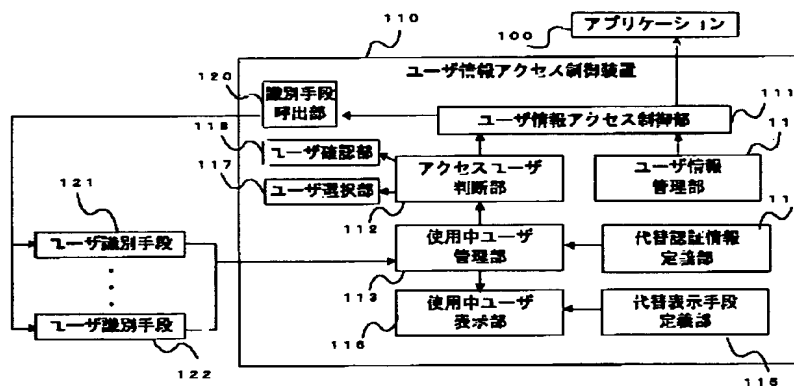 アプリケーション
100
110
ユーザ情報アクセス制御装置
120
識別手段
呼出部
ユーザ情報アクセス制御部
111
118
ユーザ確認部
117
ユーザ選択部
アクセスユーザ
判断部
112
ユーザ情報
管理部
11
121
ユーザ識別手段
使用中ユーザ
管理部
113
代替認証情報
定義部
11
ユーザ識別手段
122
使用中ユーザ
表示部
116
代替表示手段
定義部
115